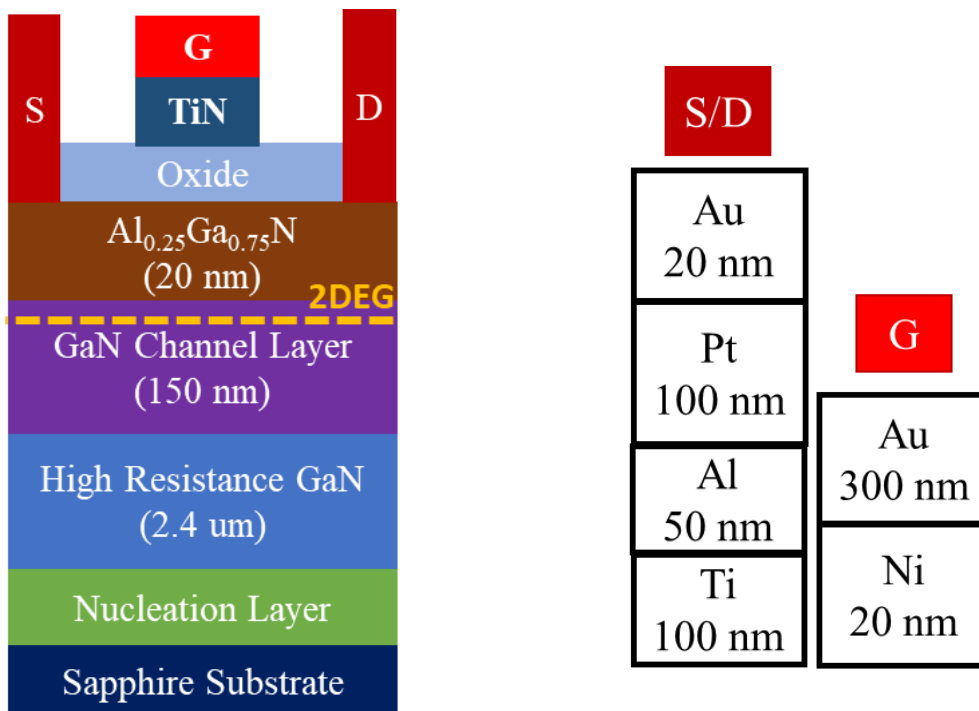 G
S
TiN
D
Oxide
Al₀.₂₅Ga₀.₇₅N
(20 nm)
2DEG
GaN Channel Layer
(150 nm)
High Resistance GaN
(2.4 um)
Nucleation Layer
Sapphire Substrate
S/D
Au
20 nm
Pt
100 nm
Al
50 nm
Ti
100 nm
G
Au
300 nm
Ni
20 nm